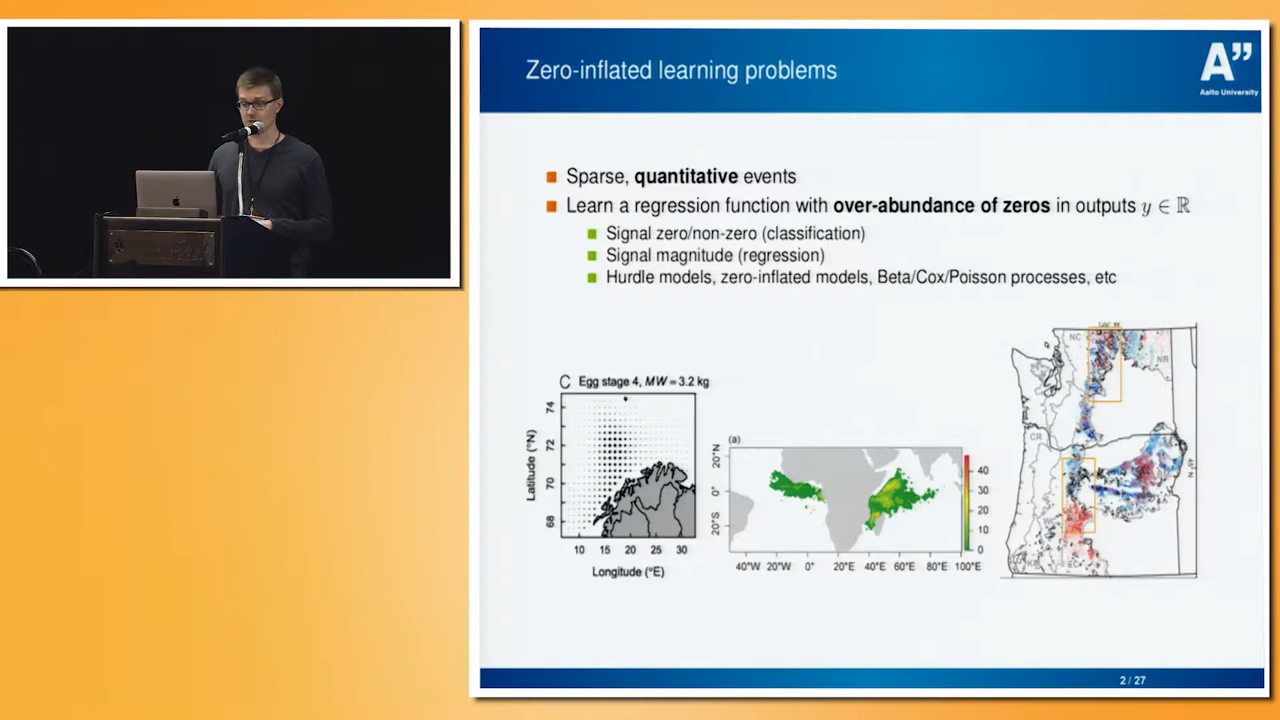 Zero-inflated learning problems
A”
Aalto University
Sparse, quantitative events
Learn a regression function with over-abundance of zeros in outputs y ∈ ℝ
Signal zero/non-zero (classification)
Signal magnitude (regression)
Hurdle models, zero-inflated models, Beta/Cox/Poisson processes, etc
C Egg stage 4, MW = 3.2 kg
Latitude (°N)
74
72
70
68
10 15 20 25 30
Longitude (°E)
(a)
20°N
0°
20°S
40°W 20°W 0° 20°E 40°E 60°E 80°E 100°E
40
30
20
10
0
NC
NR
CR
2 / 27